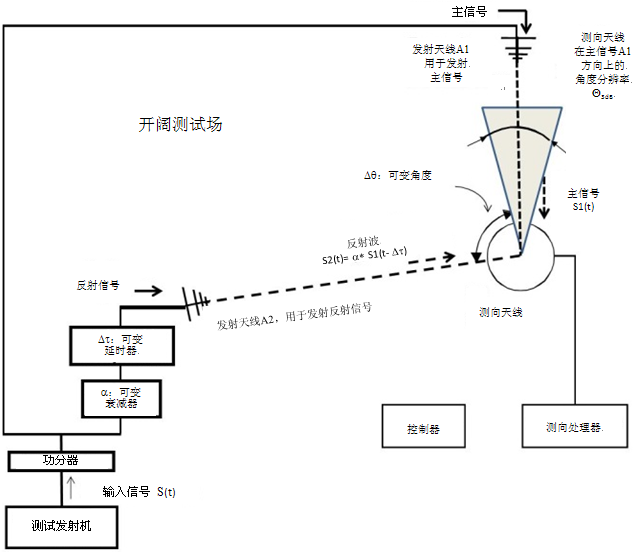 主信号
发射天线A1
用于发射.
主信号
测向天线
在主信号A1
方向上的.
角度分辨率.
Θ3dB.
开阔测试场
Δθ：可变角度
主信号
S1(t)
反射波
S2(t)= α* S1(t- Δτ)
反射信号
发射天线A2，用于发射反射信号
测向天线
Δτ：可变
延时器.
α：可变
衰减器
控制器
测向处理器.
功分器
输入信号 S(t)
测试发射机